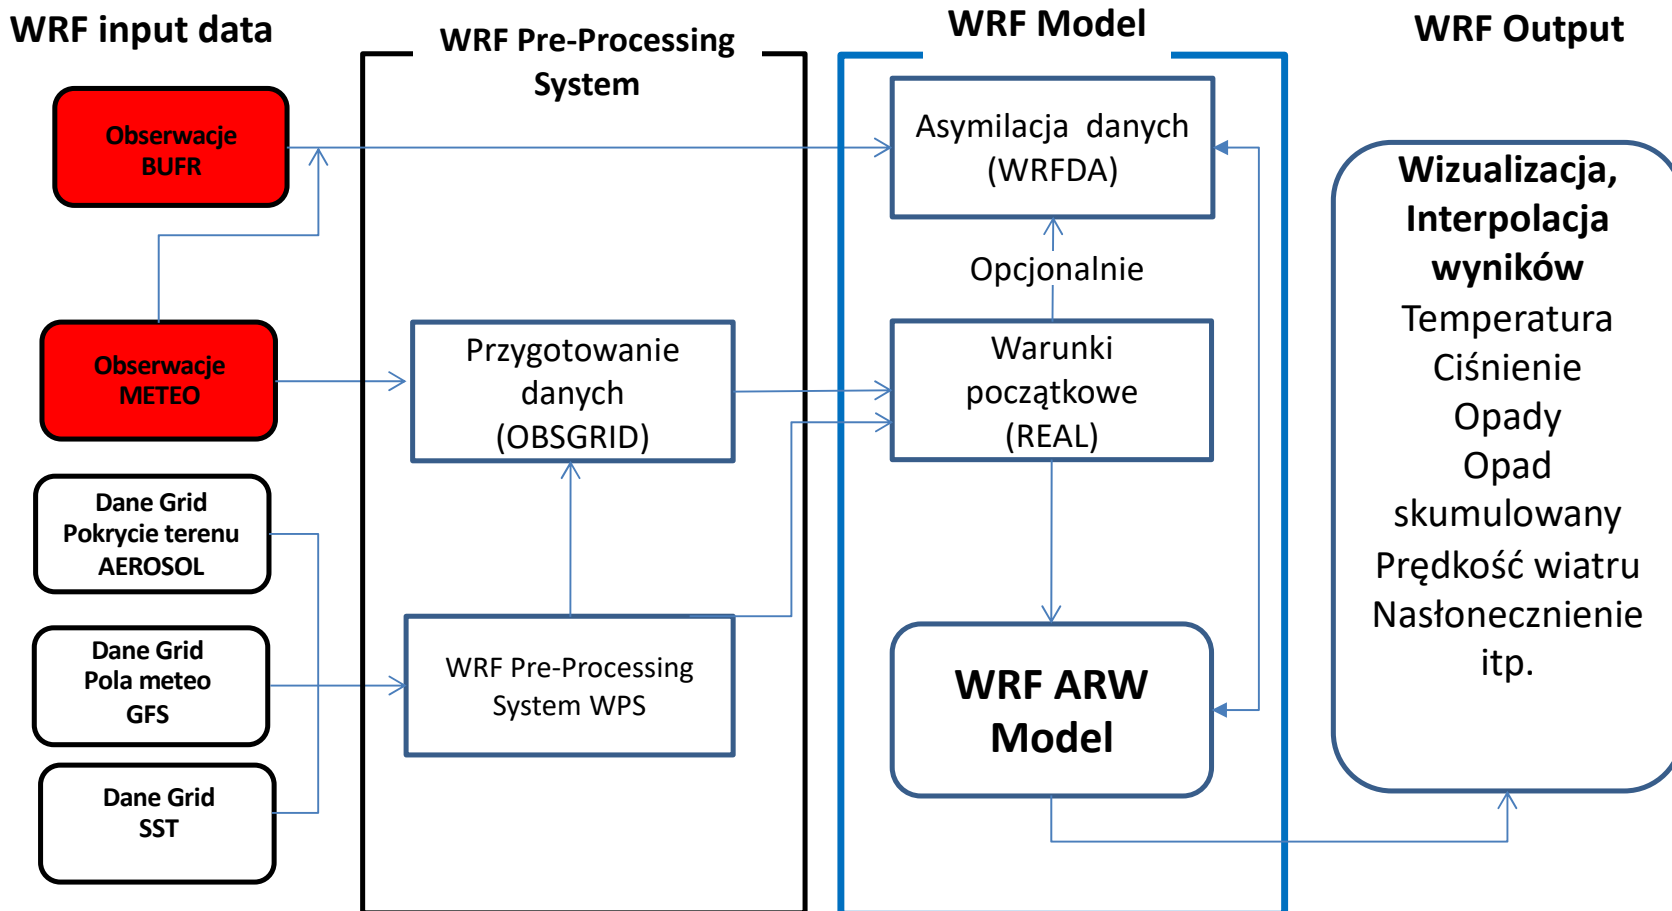 WRF input data
WRF Pre-Processing
System
WRF Model
WRF Output
Obserwacje
BUFR
Obserwacje
METEO
Dane Grid
Pokrycie terenu
AEROSOL
Dane Grid
Pola meteo
GFS
Dane Grid
SST
Przygotowanie
danych
(OBSGRID)
WRF Pre-Processing
System WPS
Asymilacja danych
(WRFDA)
Opcjonalnie
Warunki
początkowe
(REAL)
WRF ARW
Model
Wizualizacja,
Interpolacja
wyników
Temperatura
Ciśnienie
Opady
Opad
skumulowany
Prędkość wiatru
Nasłonecznienie
itp.